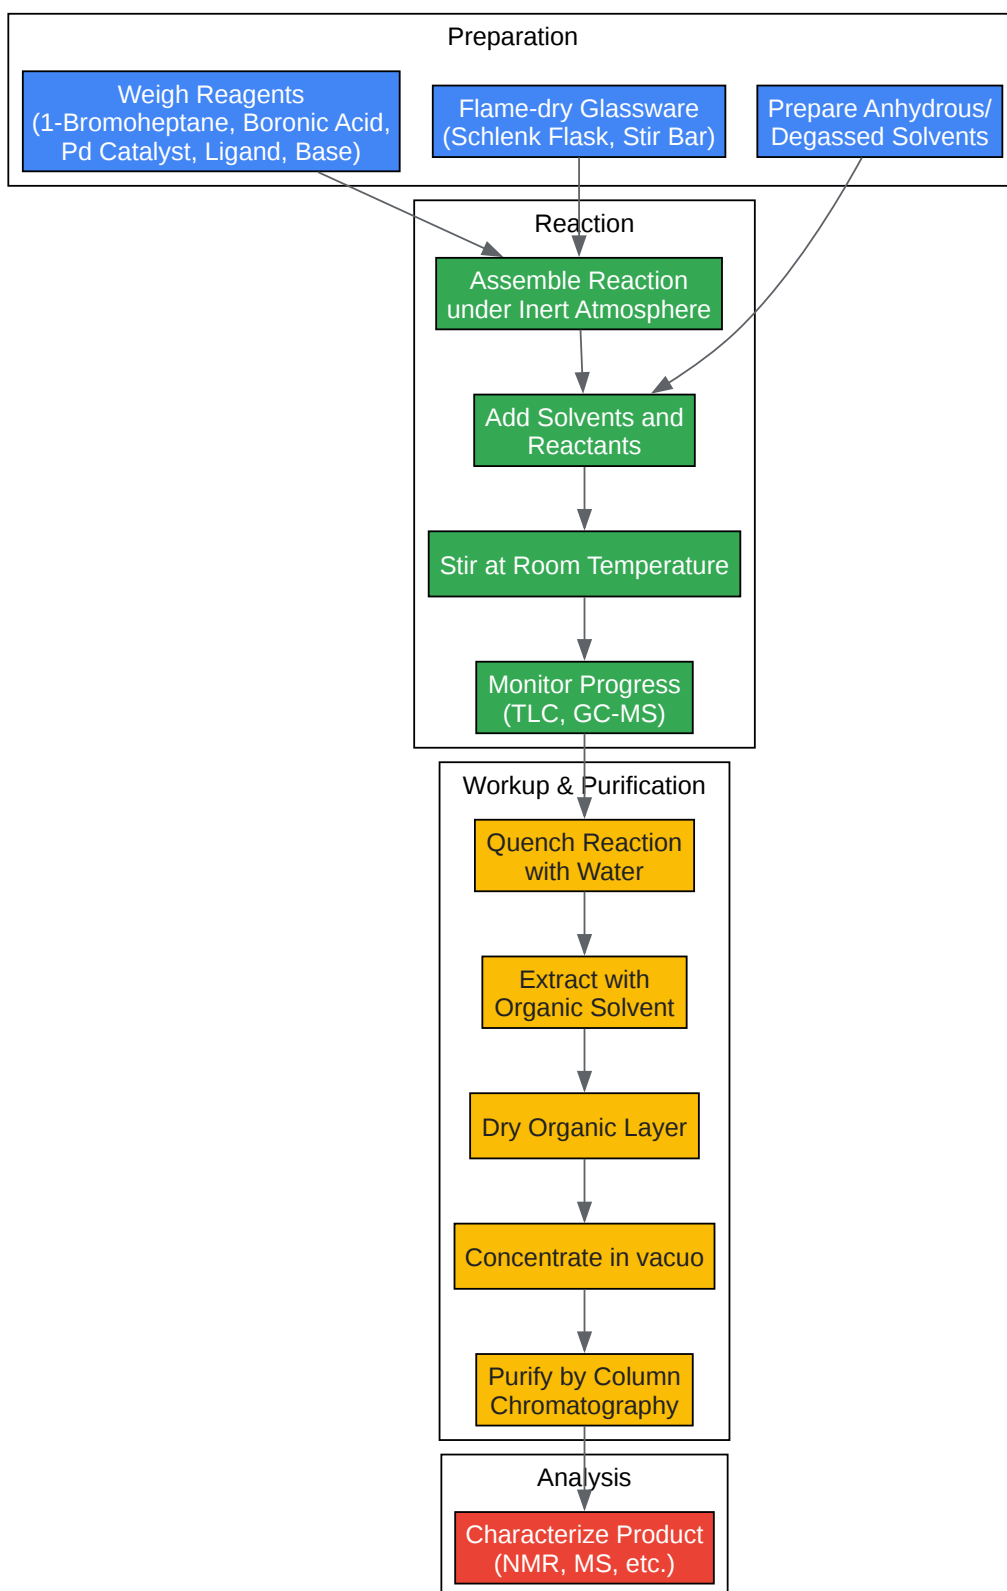 Preparation
Weigh Reagents
(1-Bromoheptane, Boronic Acid,
Pd Catalyst, Ligand, Base)
Flame-dry Glassware
(Schlenk Flask, Stir Bar)
Prepare Anhydrous/
Degassed Solvents
Reaction
Assemble Reaction
under Inert Atmosphere
Add Solvents and
Reactants
Stir at Room Temperature
Monitor Progress
(TLC, GC-MS)
Workup & Purification
Quench Reaction
with Water
Extract with
Organic Solvent
Dry Organic Layer
Concentrate in vacuo
Purify by Column
Chromatography
Analysis
Characterize Product
(NMR, MS, etc.)